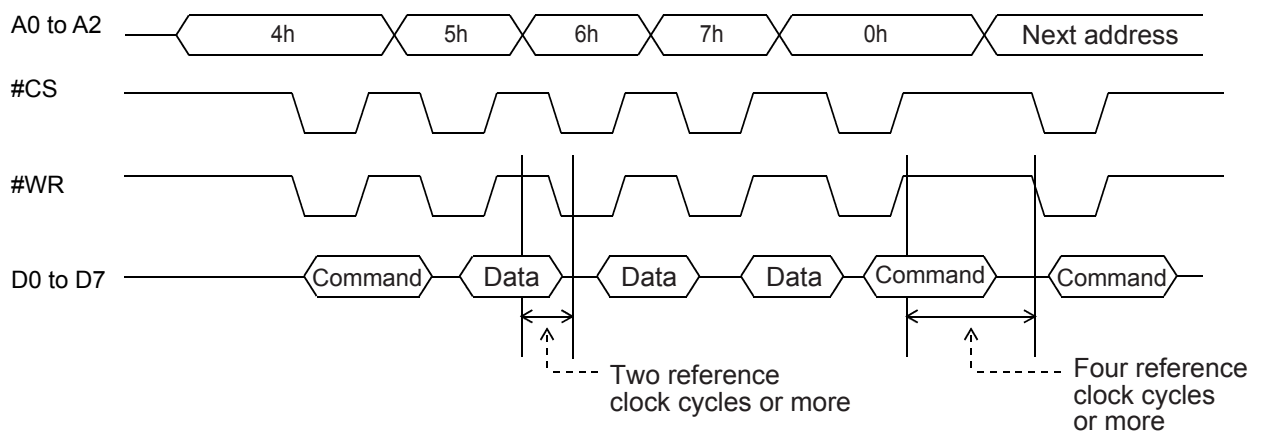 A0 to A2 4h 5h 6h 7h 0h Next address
#CS
#WR
D0 to D7 Command Data Data Data Command Command
Two reference
clock cycles or more
Four reference
clock cycles
or more